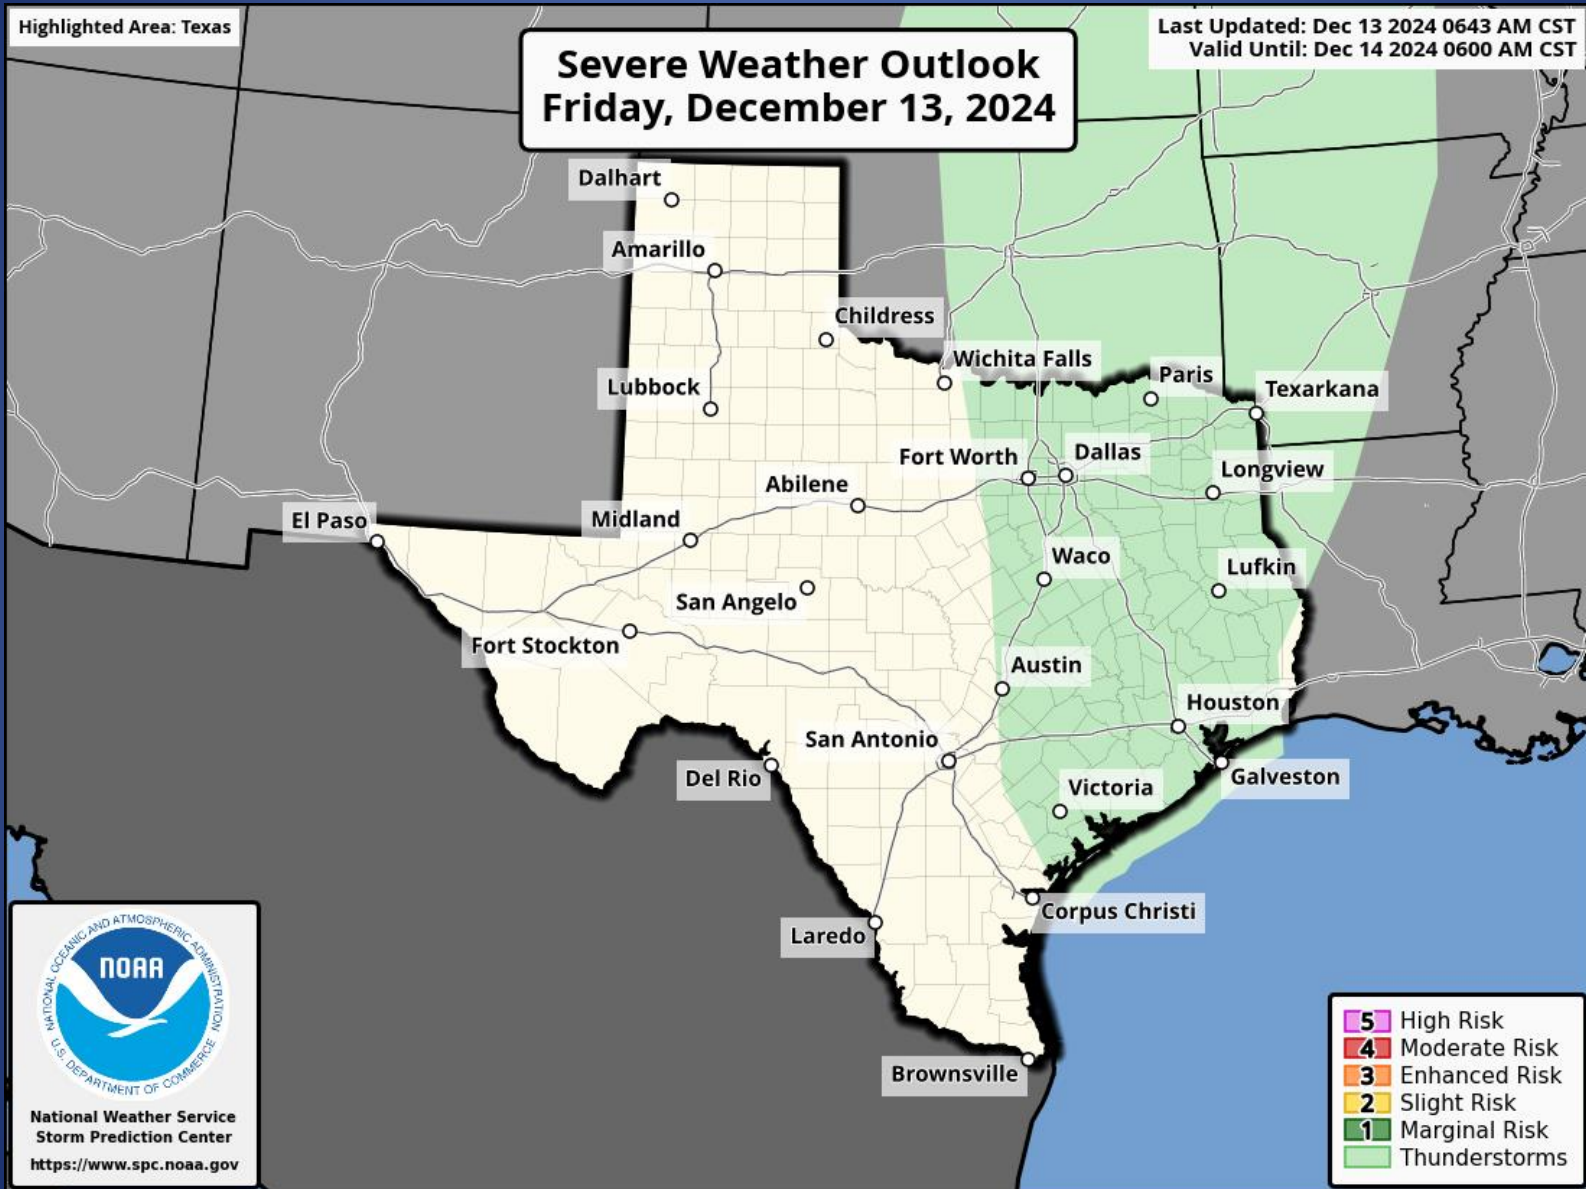 Highlighted Area: Texas
Last Updated: Dec 13 2024 0643 AM CST
Valid Until: Dec 14 2024 0600 AM CST
Severe Weather Outlook
Friday, December 13, 2024
Dalhart
Amarillo
Childress
Wichita Falls
Paris
Texarkana
Lubbock
Fort Worth
Dallas
Longview
Abilene
El Paso
Midland
Waco
Lufkin
San Angelo
Fort Stockton
Austin
Houston
San Antonio
Del Rio
Galveston
Victoria
Corpus Christi
Laredo
Brownsville
NATIONAL OCEANIC AND ATMOSPHERIC ADMINISTRATION
NOAA
U.S. DEPARTMENT OF COMMERCE
National Weather Service
Storm Prediction Center
https://www.spc.noaa.gov
5 High Risk
4 Moderate Risk
3 Enhanced Risk
2 Slight Risk
1 Marginal Risk
Thunderstorms